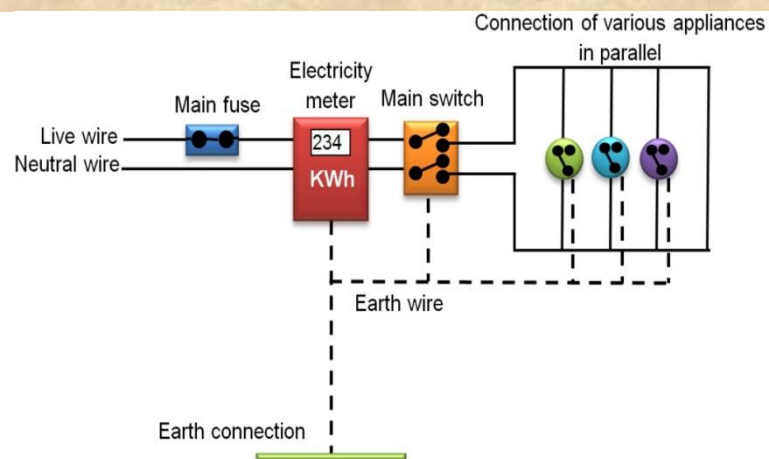 Connection of various appliances
in parallel
Electricity
meter
Main fuse
Main switch
Live wire
Neutral wire
234
KWh
Earth wire
Earth connection